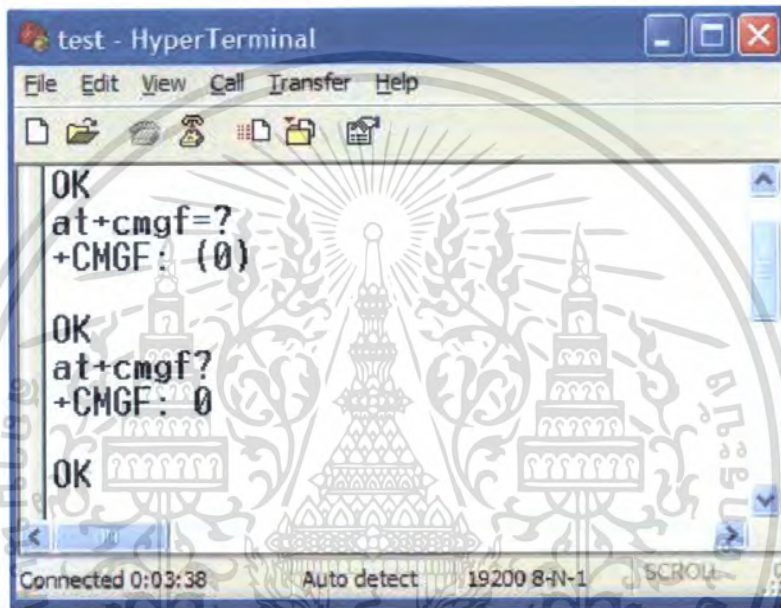 test - HyperTerminal
File Edit View Call Transfer Help
OK
at+cmgf=?
+CMGF: (0)
OK
at+cmgf?
+CMGF: 0
OK
Connected 0:03:38 Auto detect 19200 8-N-1 SCROLL